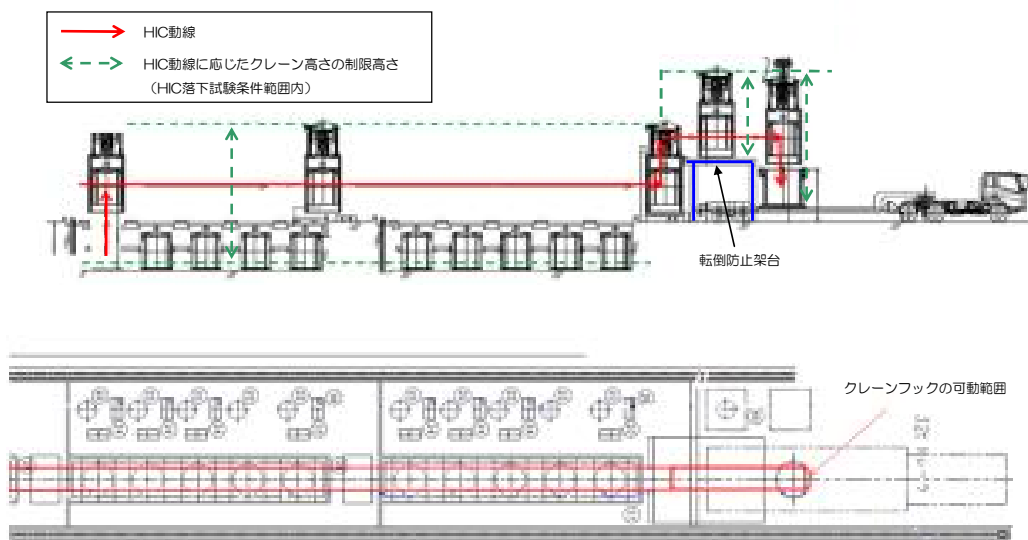 HIC動線
HIC動線に応じたクレーン高さの制限高さ
（HIC落下試験条件範囲内）
転倒防止架台
クレーンフックの可動範囲